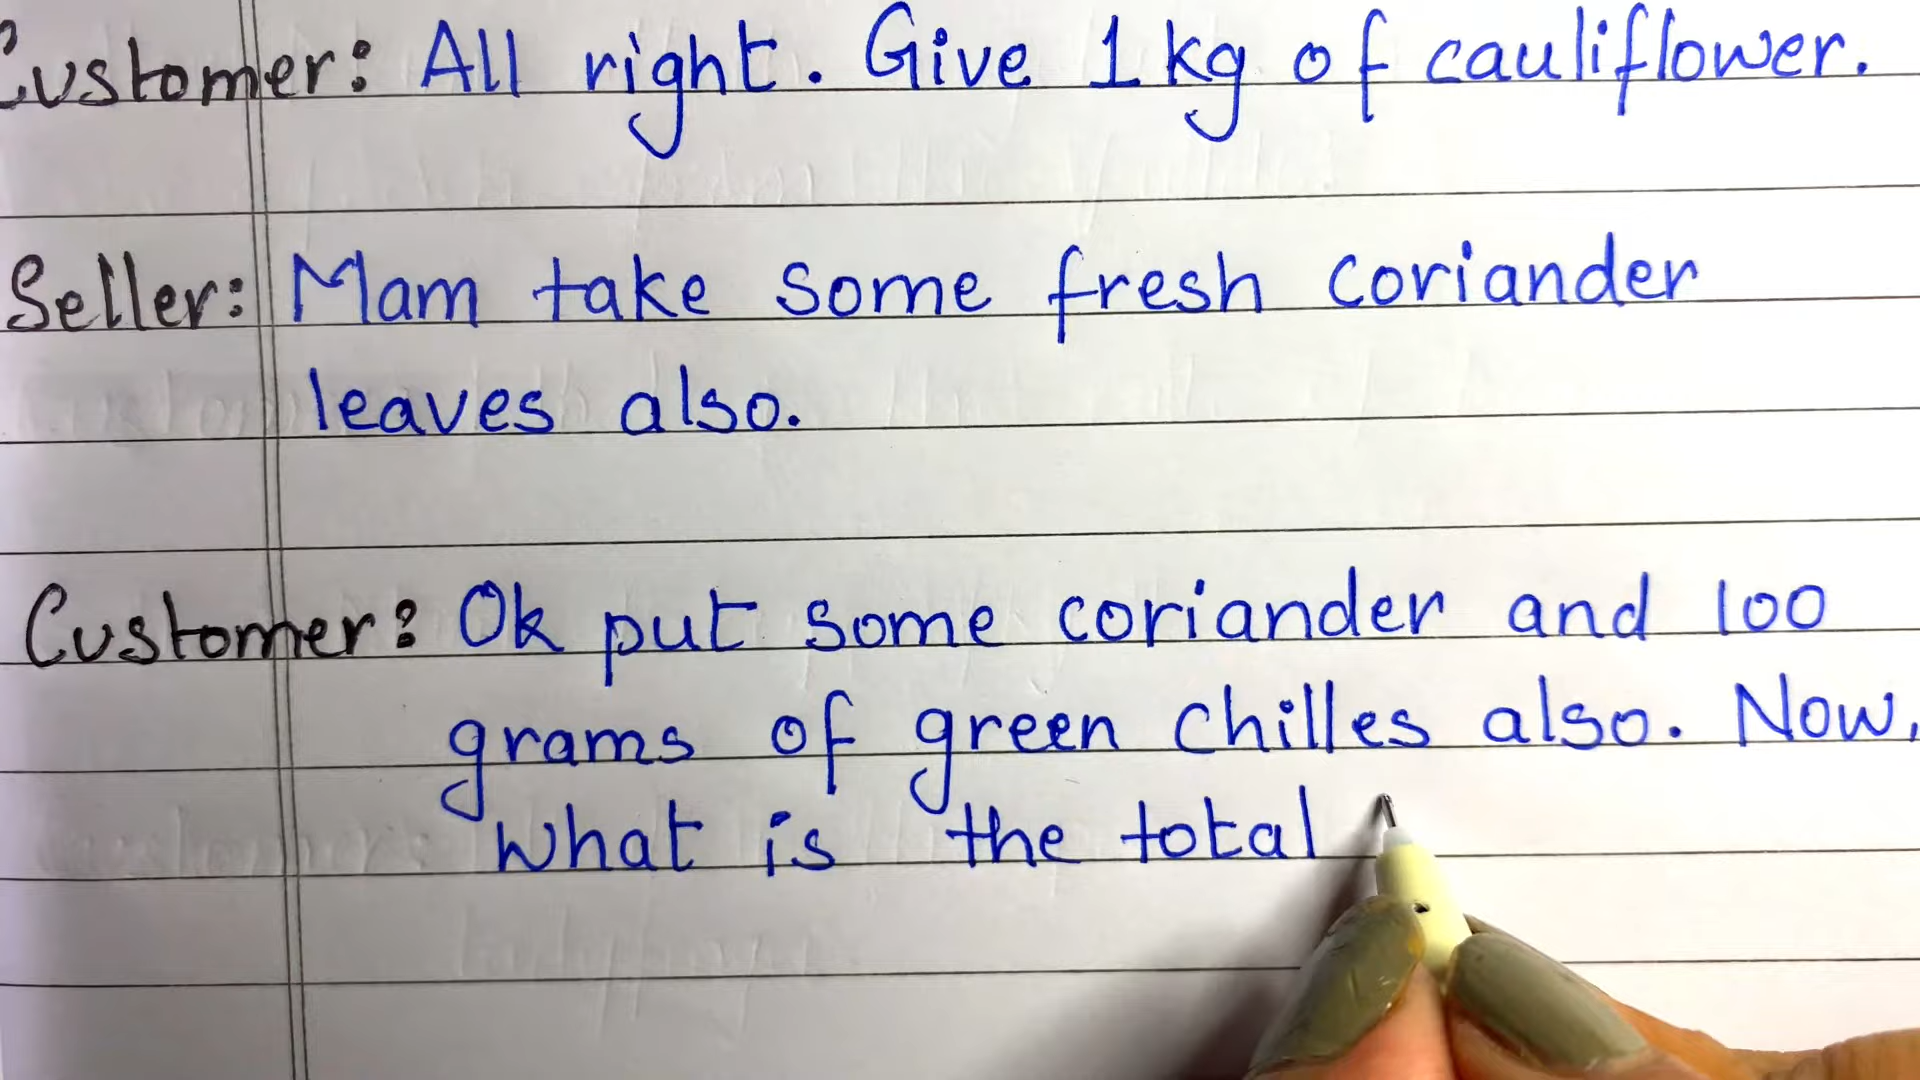 Customer: All right. Give 1 kg of cauliflower.
Seller: Mam take some fresh coriander
leaves also.
Customer: Ok put some coriander and 100
grams of green chilles also. Now,
what is the total